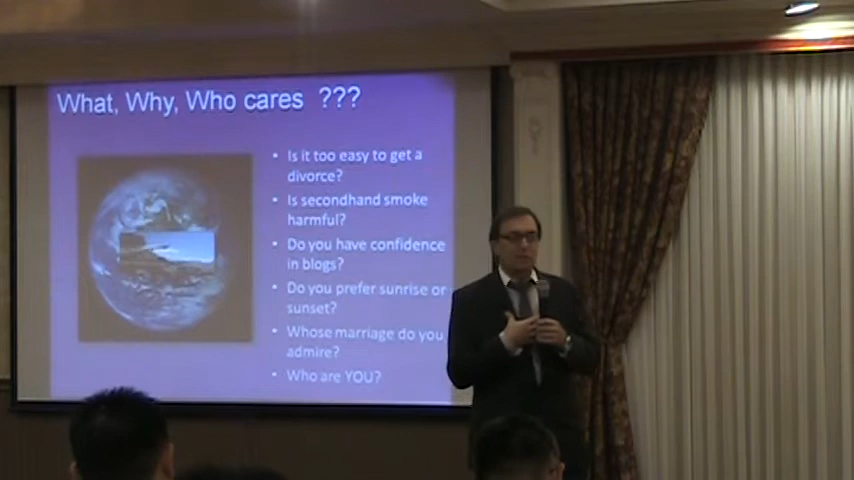 What, Why, Who cares ???
• Is it too easy to get a
divorce?
• Is secondhand smoke
harmful?
• Do you have confidence
in blogs?
• Do you prefer sunrise or
sunset?
• Whose marriage do you
admire?
• Who are YOU?